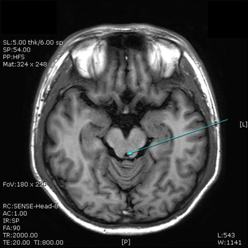 SL:5.00 thk/6.00 sp
SP:54.00
PP:HFS
Mat:324 x 248
[L]
FoV:180 x 230
RC:SENSE-Head-8
AC:1.00
IR:SP
FA:90
TR:2000.00
TE:20.00 TI:800.00
[P]
L:543
W:1141